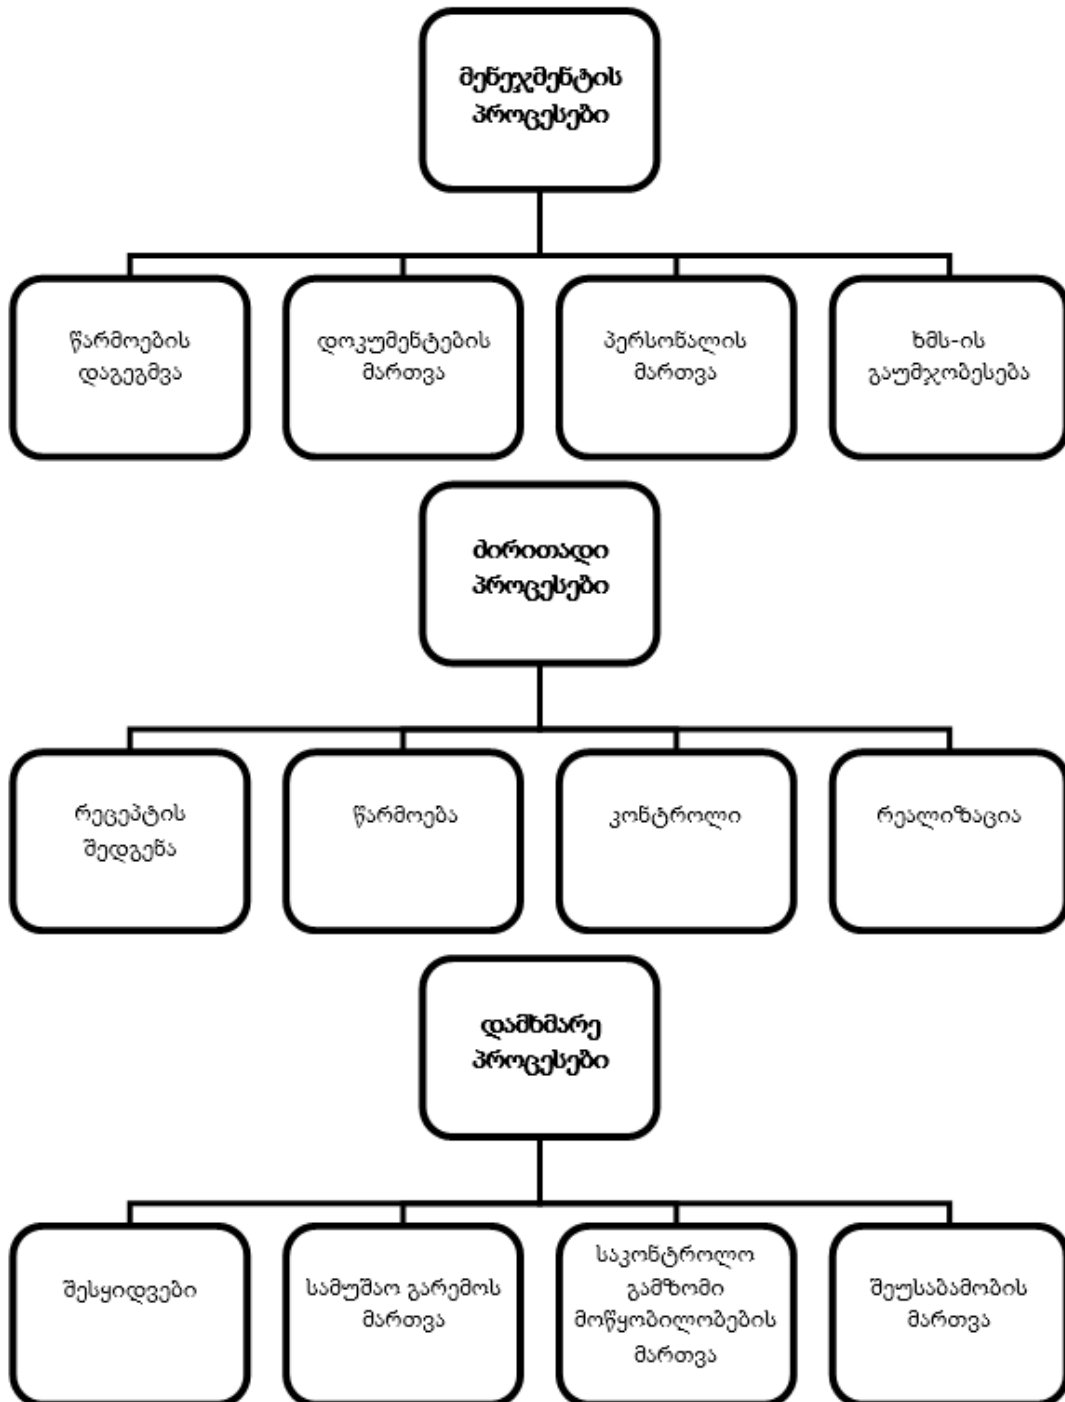 მენეჯმენტის
პროცესები
წარმოების
დაგეგმვა
დოკუმენტების
მართვა
პერსონალის
მართვა
ხმს-ის
გაუმჯობესება
ძირითადი
პროცესები
რეცეპტის
შედგენა
წარმოება
კონტროლი
რეალიზაცია
დამხმარე
პროცესები
შესყიდვები
სამუშაო გარემოს
მართვა
საკონტროლო
გამზომი
მოწყობილობების
მართვა
შეუსაბამობის
მართვა